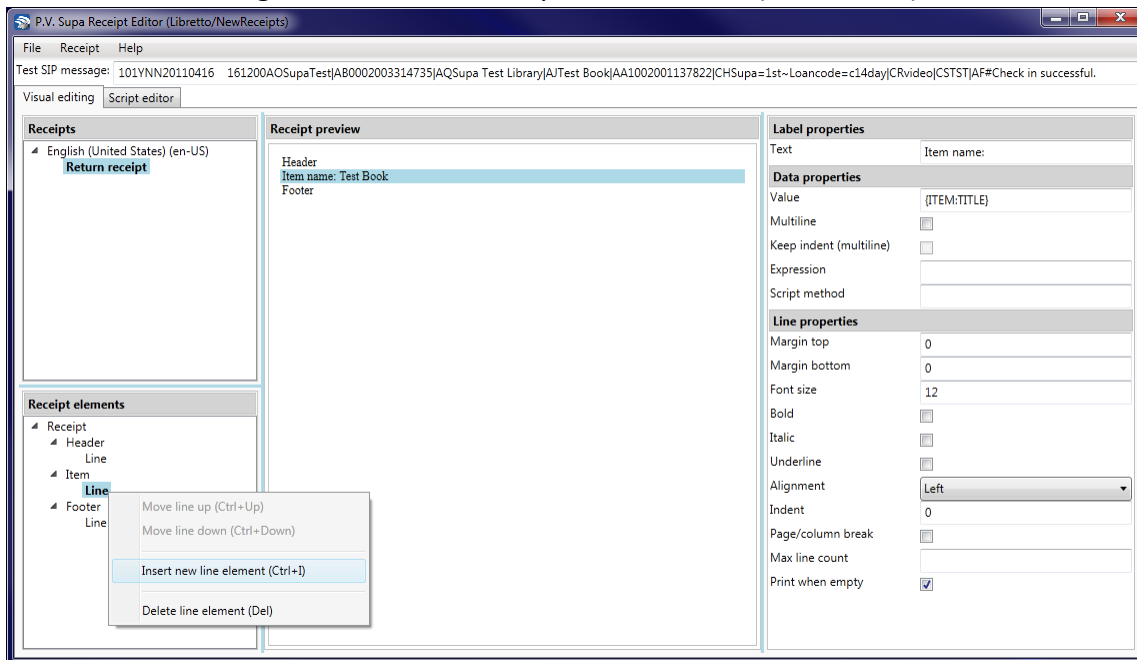 P.V. Supa Receipt Editor (Libretto/NewReceipts)
File Receipt Help
Test SIP message: 101YNN20110416 161200AOSupaTest|AB0002003314735|AQSupa Test Library|AJTest Book|AA1002001137822|CHSupa=1st~Loancode=c14day|CRvideo|CSTST|AF#Check in successful.
Visual editing Script editor
Receipts
English (United States) (en-US)
Return receipt
Receipt elements
Receipt
Header
Line
Item
Line
Footer
Line
Move line up (Ctrl+Up)
Move line down (Ctrl+Down)
Insert new line element (Ctrl+I)
Delete line element (Del)
Receipt preview
Header
Item name: Test Book
Footer
Label properties
Text Item name:
Data properties
Value {ITEM:TITLE}
Multiline
Keep indent (multiline)
Expression
Script method
Line properties
Margin top 0
Margin bottom 0
Font size 12
Bold
Italic
Underline
Alignment Left
Indent 0
Page/column break
Max line count
Print when empty